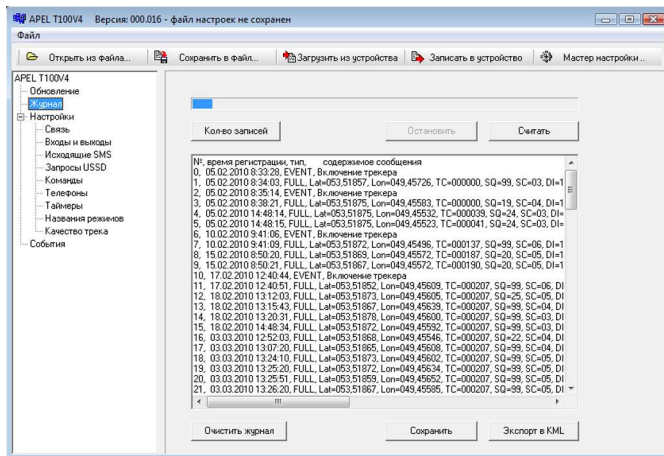 APEL T100V4 Версия: 000.016 - файл настроек не сохранен
Файл
Открыть из файла... Сохранить в файл... Загрузить из устройства Записать в устройство Мастер настройки ..
APEL T100V4
Обновление
Журнал
Настройки
Связь
Входы и выходы
Исходящие SMS
Запросы USSD
Команды
Телефоны
Таймеры
Названия режимов
Качество трека
События
Кол-во записей Остановить Считать
№, время регистрации, тип, содержимое сообщения
0, 05.02.2010 8:33:28, EVENT, Включение трекера
1, 05.02.2010 8:34:03, FULL, Lat=053,51857, Lon=049,45726, TC=000000, SQ=99, SC=03, DI=1
2, 05.02.2010 8:35:14, EVENT, Включение трекера
3, 05.02.2010 8:38:21, FULL, Lat=053,51875, Lon=049,45583, TC=000000, SQ=19, SC=04, DI=1
4, 05.02.2010 14:48:14, FULL, Lat=053,51875, Lon=049,45532, TC=000039, SQ=24, SC=03, DI=
5, 05.02.2010 14:48:15, FULL, Lat=053,51875, Lon=049,45523, TC=000041, SQ=24, SC=03, DI=
6, 10.02.2010 9:41:06, EVENT, Включение трекера
7, 10.02.2010 9:41:09, FULL, Lat=053,51872, Lon=049,45496, TC=000137, SQ=99, SC=06, DI=1
8, 15.02.2010 8:50:20, FULL, Lat=053,51869, Lon=049,45572, TC=000187, SQ=20, SC=05, DI=1
9, 15.02.2010 8:50:21, FULL, Lat=053,51867, Lon=049,45572, TC=000190, SQ=20, SC=05, DI=1
10, 17.02.2010 12:40:44, EVENT, Включение трекера
11, 17.02.2010 12:40:51, FULL, Lat=053,51852, Lon=049,45609, TC=000207, SQ=99, SC=06, DI
12, 18.02.2010 13:12:03, FULL, Lat=053,51873, Lon=049,45605, TC=000207, SQ=25, SC=05, DI
13, 18.02.2010 13:15:43, FULL, Lat=053,51867, Lon=049,45639, TC=000207, SQ=99, SC=04, DI
14, 18.02.2010 13:20:31, FULL, Lat=053,51878, Lon=049,45600, TC=000207, SQ=99, SC=03, DI
15, 18.02.2010 14:48:34, FULL, Lat=053,51872, Lon=049,45592, TC=000207, SQ=99, SC=03, DI
16, 03.03.2010 12:52:03, FULL, Lat=053,51868, Lon=049,45546, TC=000207, SQ=22, SC=04, DI
17, 03.03.2010 13:07:20, FULL, Lat=053,51865, Lon=049,45608, TC=000207, SQ=99, SC=04, DI
18, 03.03.2010 13:24:10, FULL, Lat=053,51873, Lon=049,45602, TC=000207, SQ=99, SC=05, DI
19, 03.03.2010 13:25:20, FULL, Lat=053,51872, Lon=049,45634, TC=000207, SQ=99, SC=05, DI
20, 03.03.2010 13:25:51, FULL, Lat=053,51859, Lon=049,45652, TC=000207, SQ=99, SC=05, DI
21, 03.03.2010 13:26:20, FULL, Lat=053,51867, Lon=049,45585, TC=000207, SQ=99, SC=05, DI
Очистить журнал Сохранить Экспорт в KML